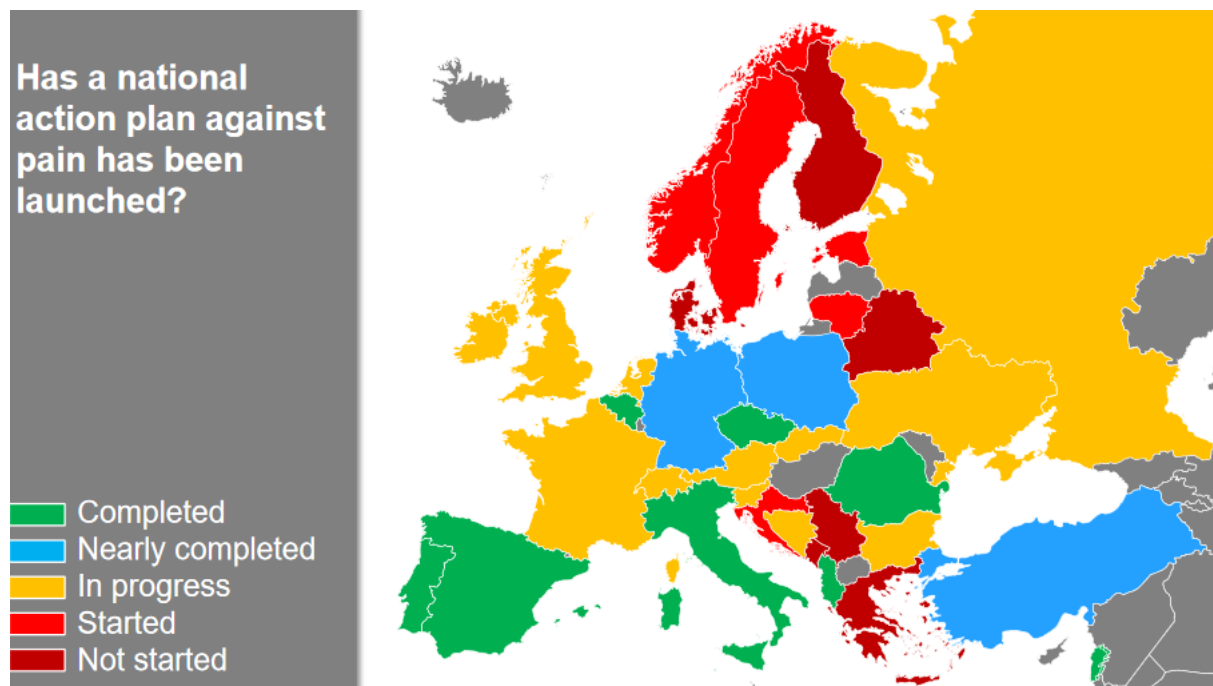 Has a national
action plan against
pain has been
launched?
Completed
Nearly completed
In progress
Started
Not started